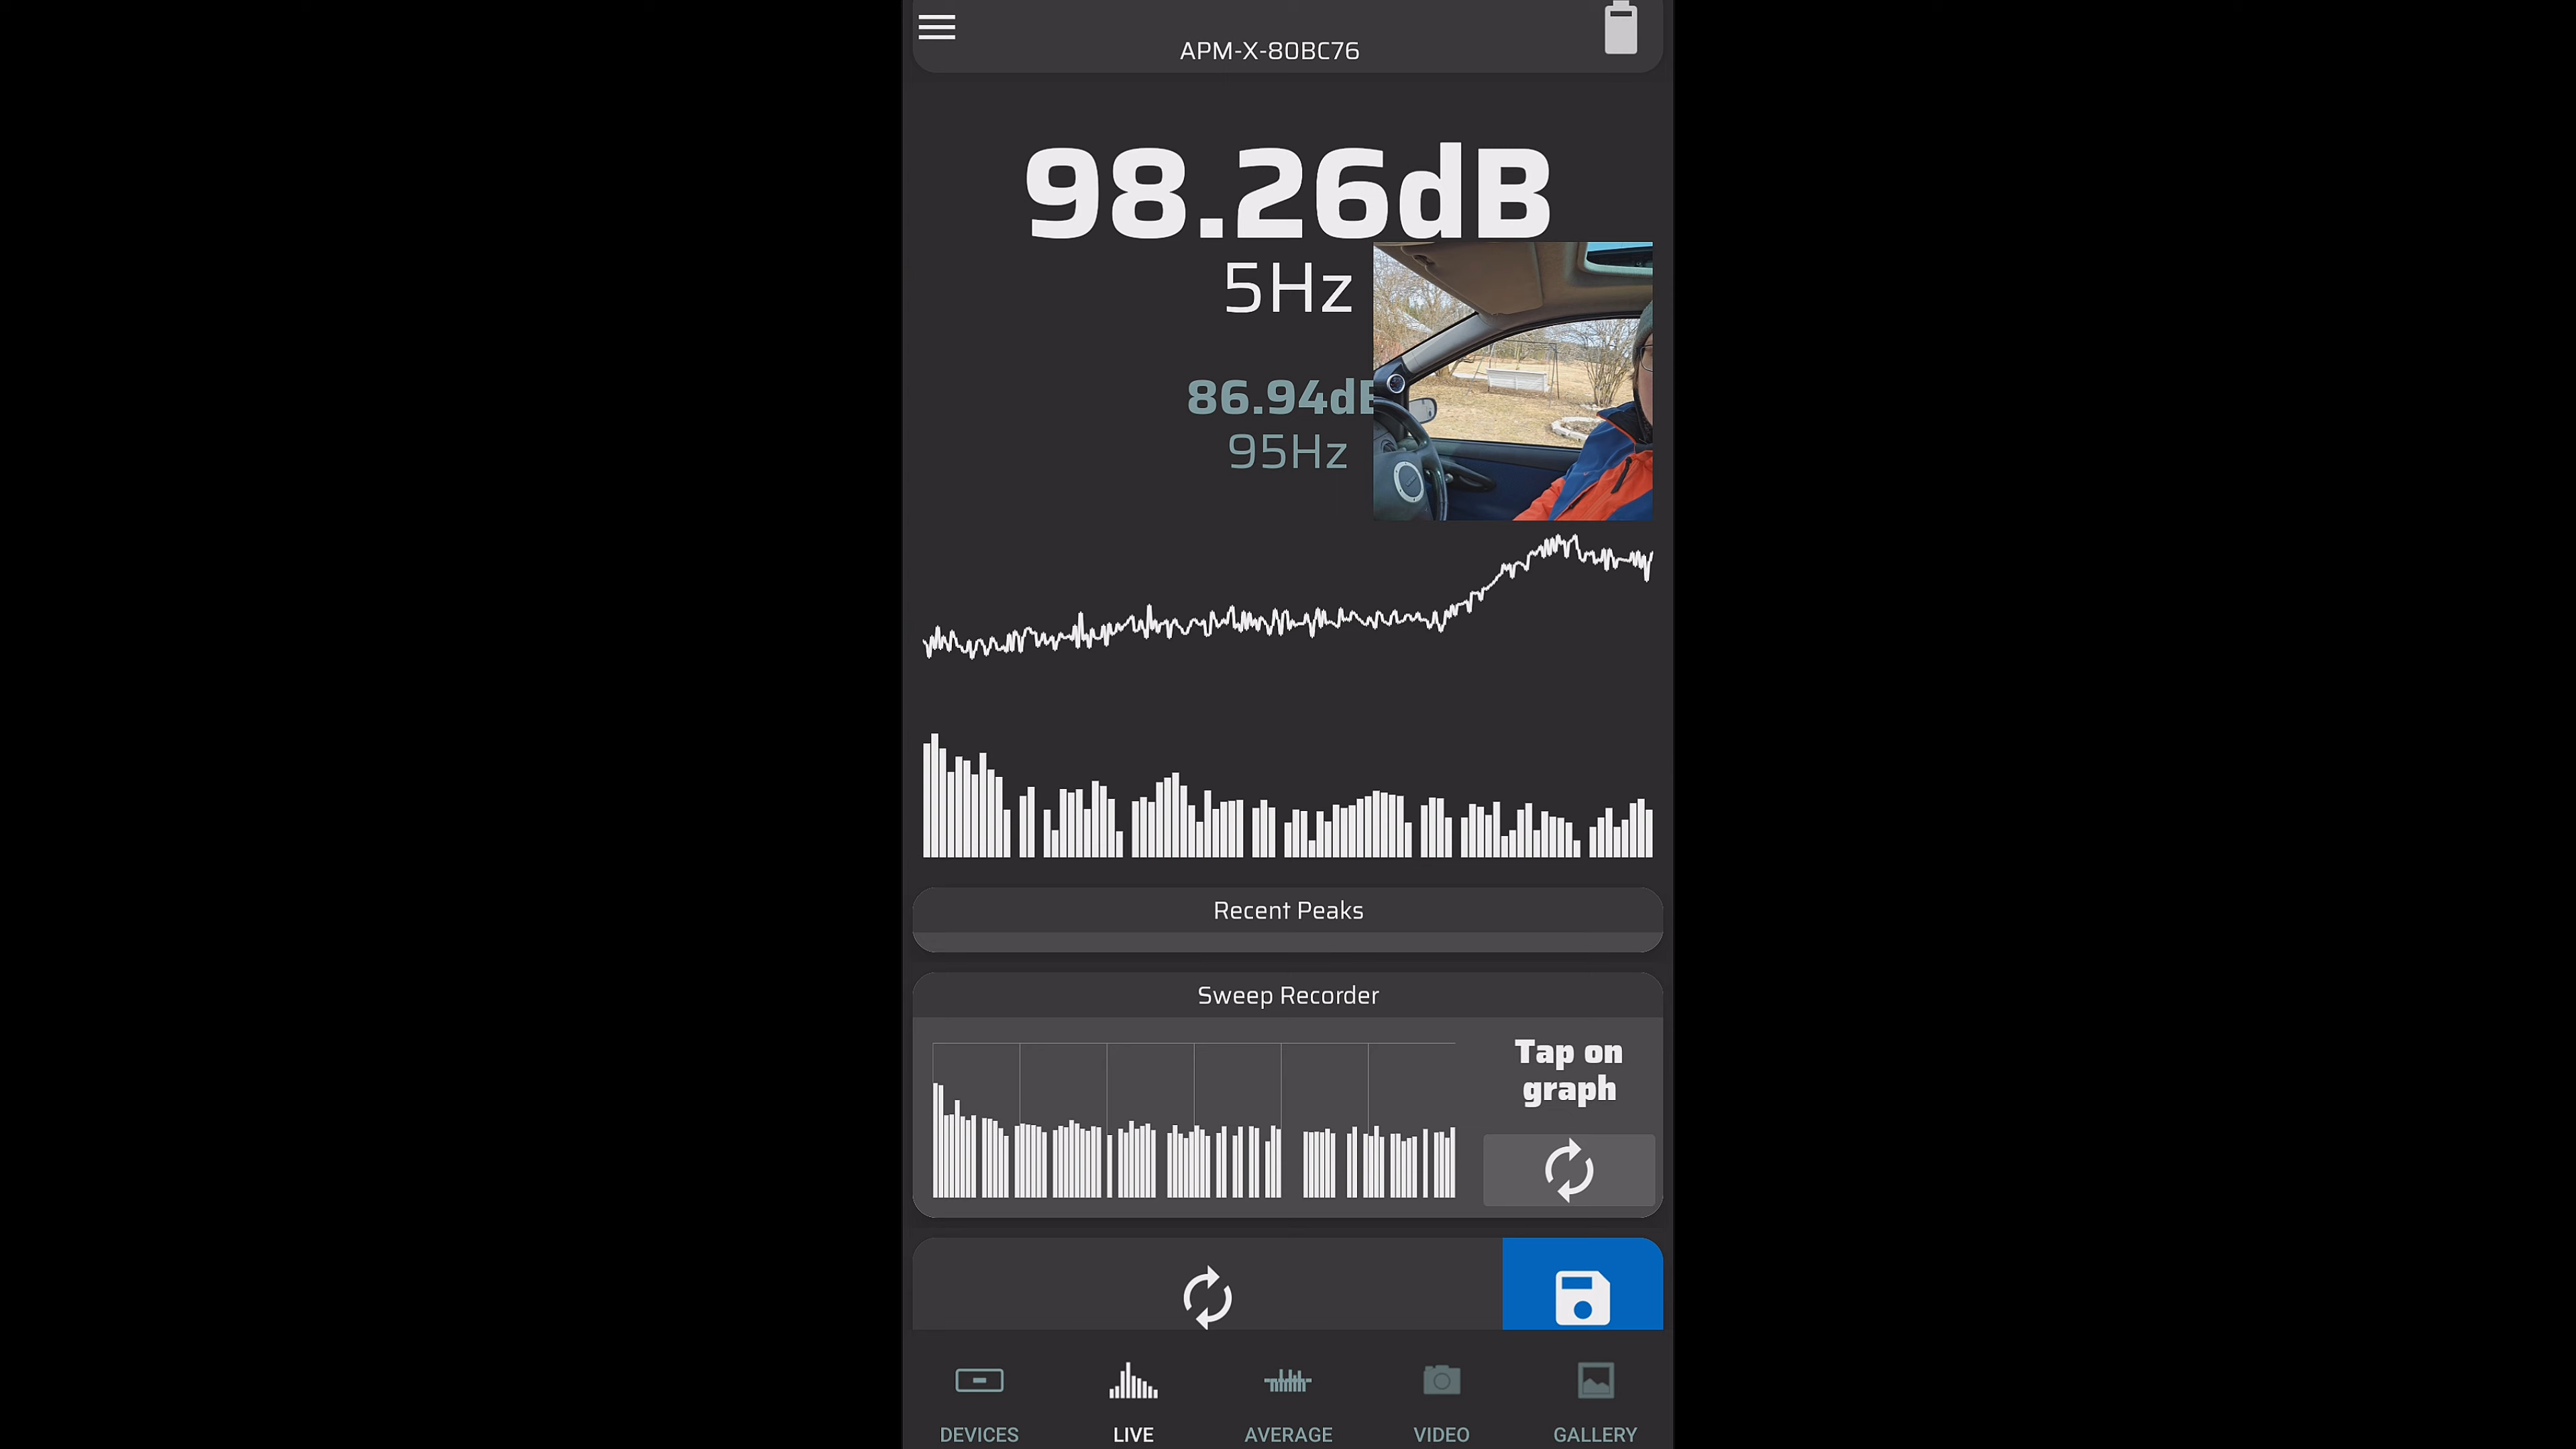 APM-X-80BC76
98.26dB
5Hz
86.94dB
95Hz
Recent Peaks
Sweep Recorder
Tap on
graph
DEVICES
LIVE
AVERAGE
VIDEO
GALLERY